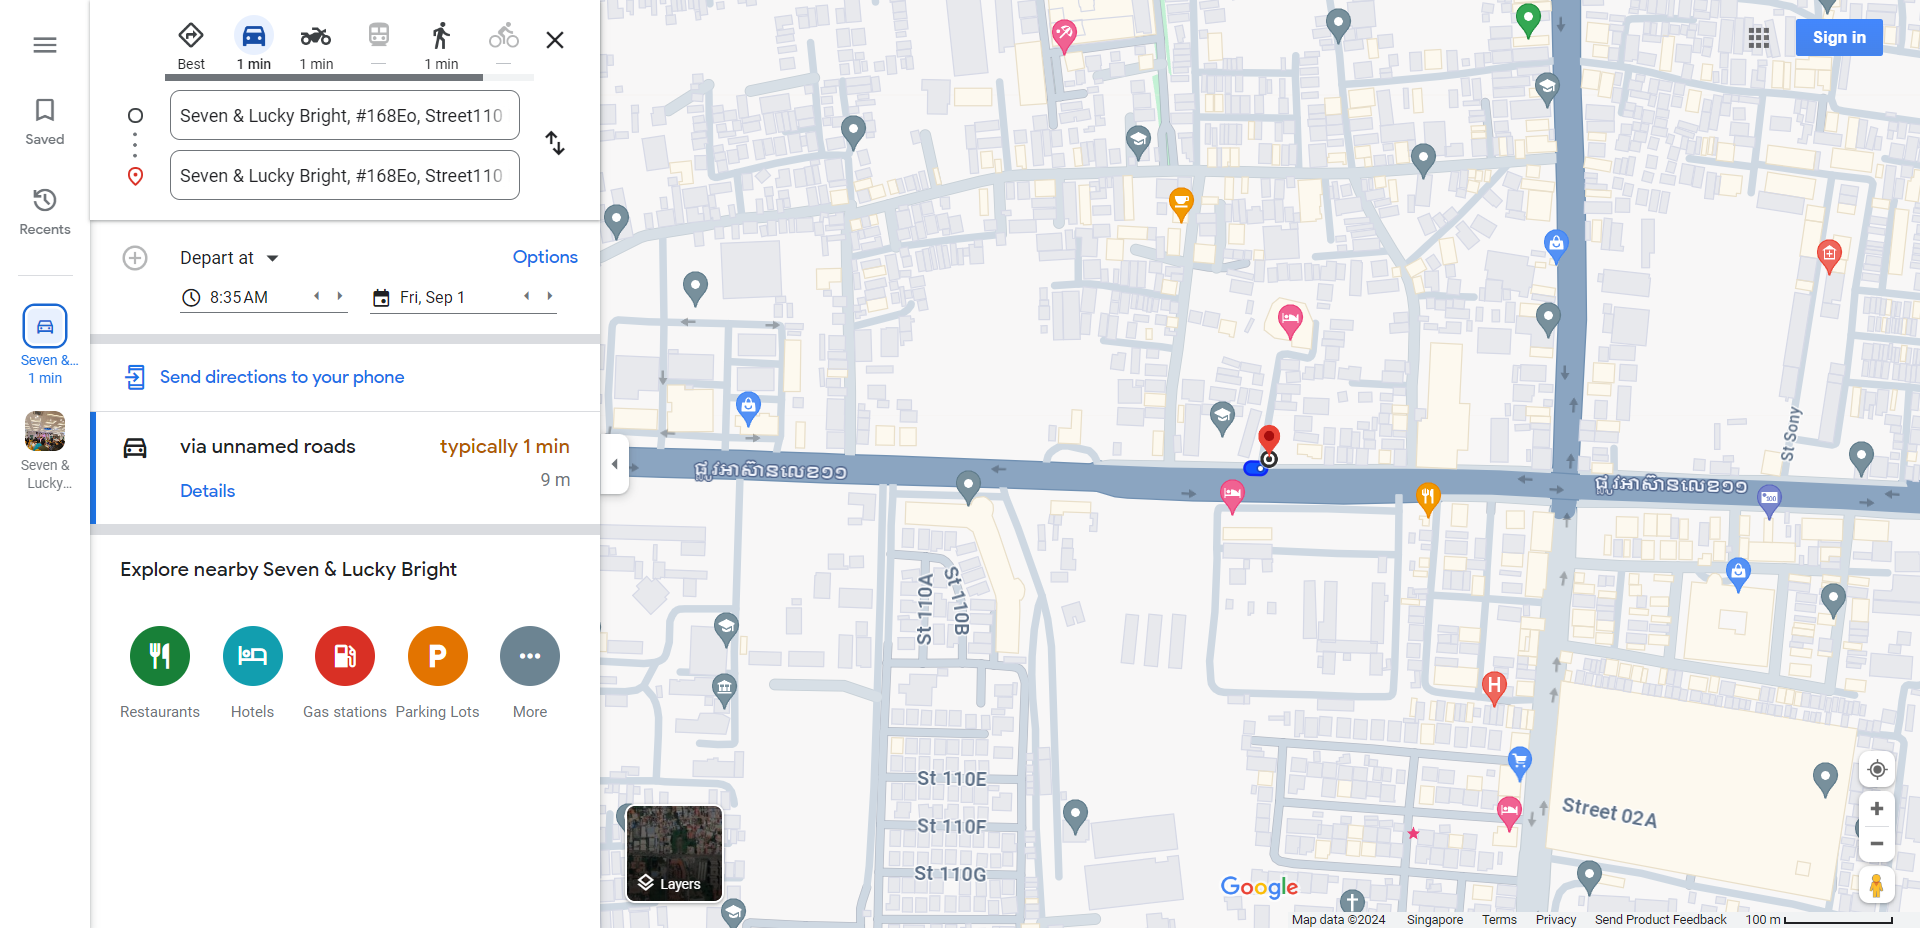 Best
1 min
1 min
—
1 min
—
Seven & Lucky Bright, #168Eo, Street110
Seven & Lucky Bright, #168Eo, Street110
Saved
Recents
Depart at
Options
8:35 AM
Fri, Sep 1
Seven &...
1 min
Send directions to your phone
via unnamed roads
typically 1 min
9 m
Details
Seven &
Lucky...
Explore nearby Seven & Lucky Bright
P
Restaurants
Hotels
Gas stations
Parking Lots
More
Sign in
St Sony
ផ្លូវអាស៊ានលេខ១១
ផ្លូវអាស៊ានលេខ១១
500
St 110A
St 110B
H
St 110E
St 110F
St 110G
Street 02A
Layers
Google
Map data ©2024
Singapore
Terms
Privacy
Send Product Feedback
100 m